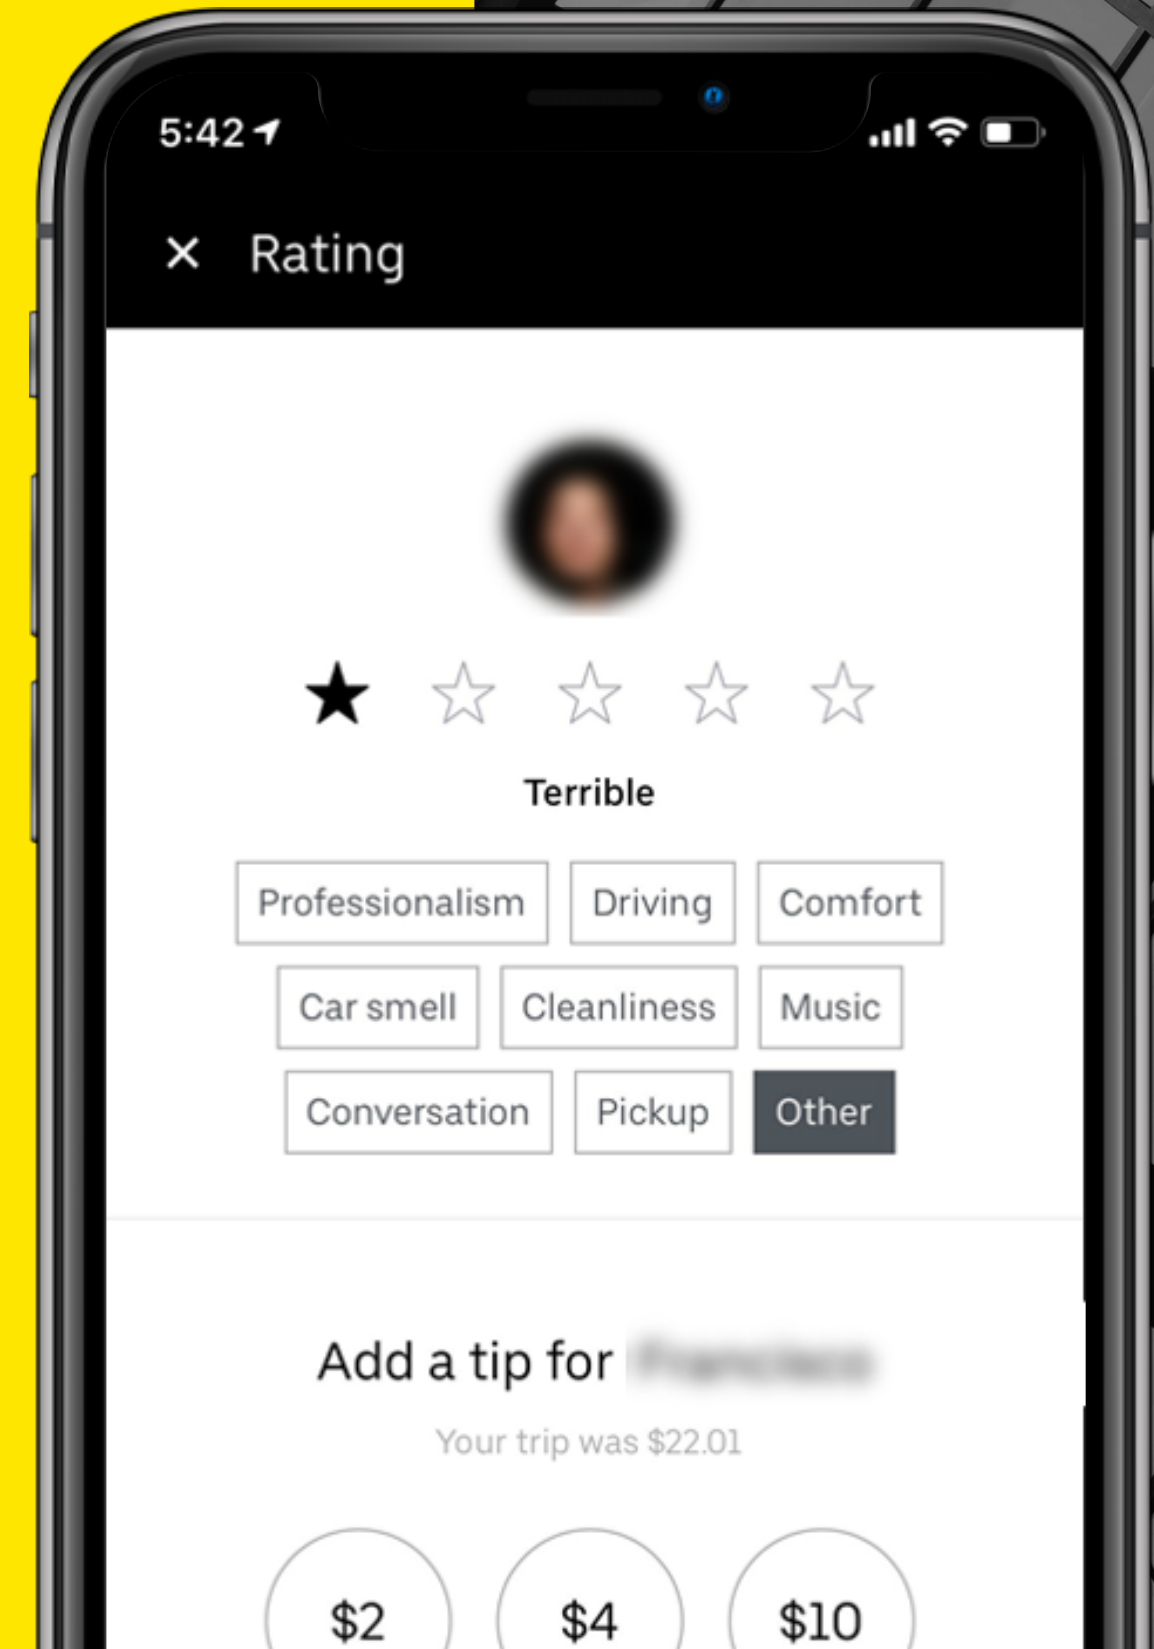 5:42
× Rating
Terrible
Professionalism Driving Comfort
Car smell Cleanliness Music
Conversation Pickup Other
Add a tip for
Your trip was $22.01
$2 $4 $10